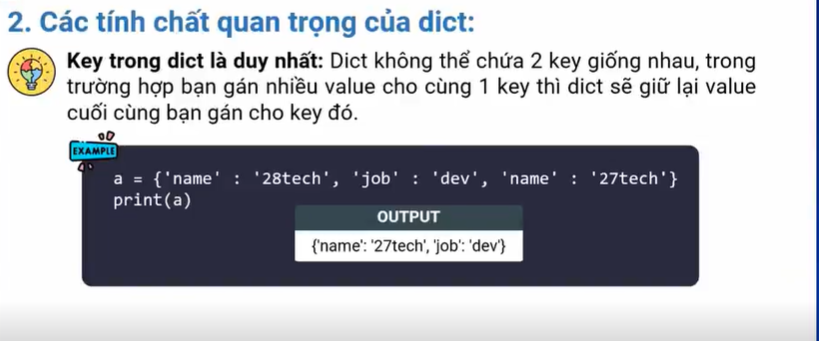 2. Các tính chất quan trọng của dict:
Key trong dict là duy nhất: Dict không thể chứa 2 key giống nhau, trong
trường hợp bạn gán nhiều value cho cùng 1 key thì dict sẽ giữ lại value
cuối cùng bạn gán cho key đó.
EXAMPLE
a = {'name' : '28tech', 'job' : 'dev', 'name' : '27tech'}
print(a)
OUTPUT
{'name': '27tech', 'job': 'dev'}